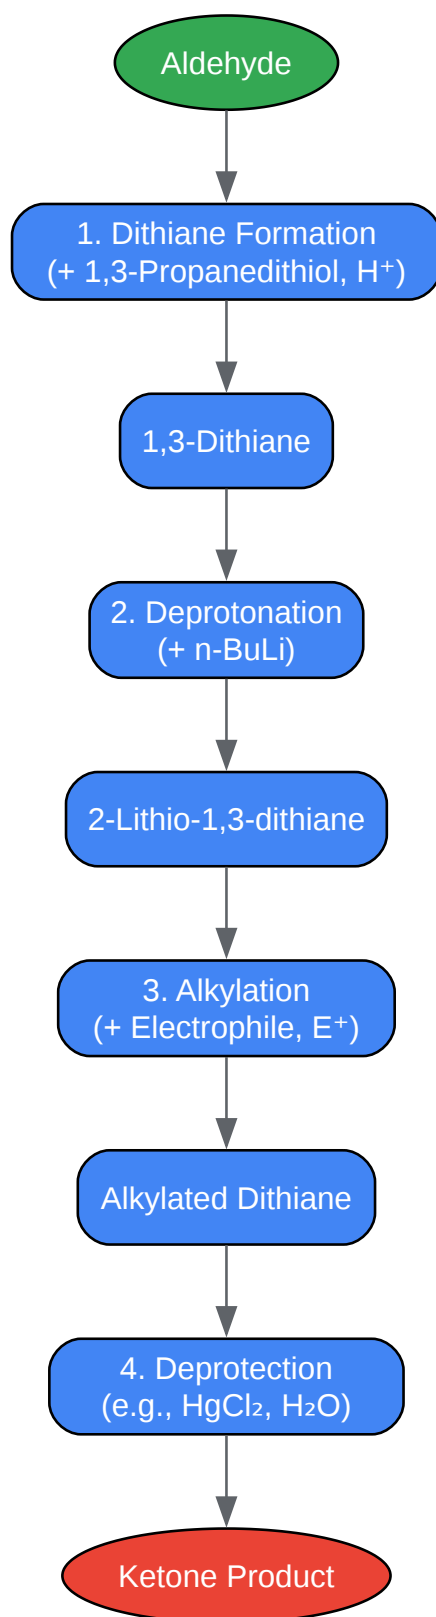 Aldehyde
1. Dithiane Formation
(+ 1,3-Propanedithiol, H⁺)
1,3-Dithiane
2. Deprotonation
(+ n-BuLi)
2-Lithio-1,3-dithiane
3. Alkylation
(+ Electrophile, E⁺)
Alkylated Dithiane
4. Deprotection
(e.g., HgCl₂, H₂O)
Ketone Product